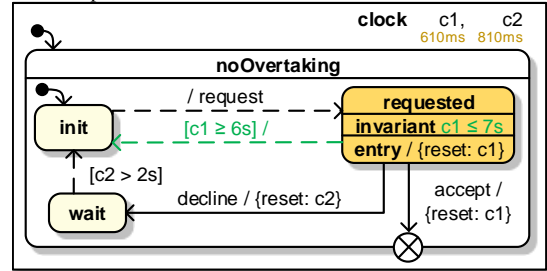 clock c1, c2
610ms 810ms
noOvertaking
/ request
requested
init
[c1 ≥ 6s] /
invariant c1 ≤ 7s
entry / {reset: c1}
[c2 > 2s]
decline / {reset: c2}
accept /
{reset: c1}
wait